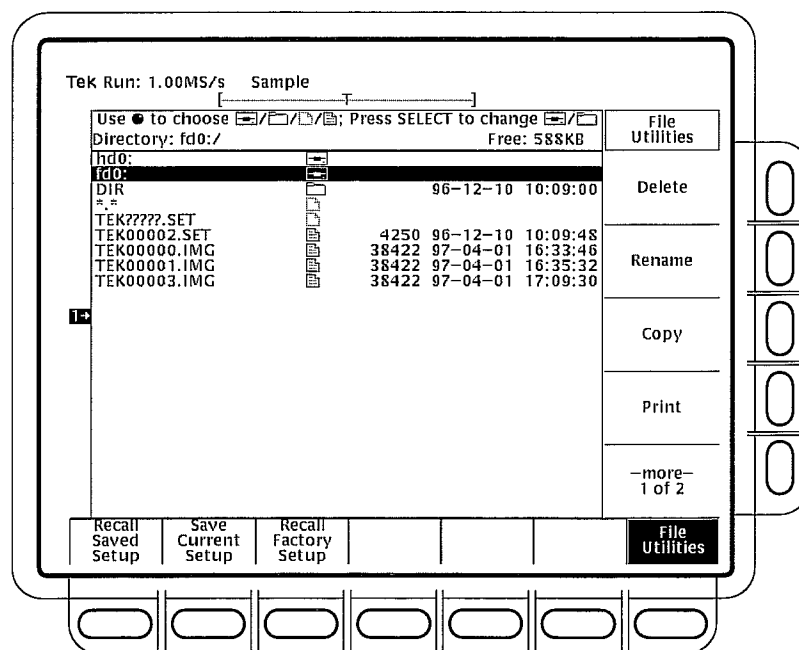 Tek Run: 1.00MS/s Sample
[ T ]
Use to choose / / / ; Press SELECT to change /
Directory: fd0:/ Free: 588KB
hd0:
fd0:
DIR 96-12-10 10:09:00
*.*
TEK?????.SET
TEK00002.SET 4250 96-12-10 10:09:48
TEK00000.IMG 38422 97-04-01 16:33:46
TEK00001.IMG 38422 97-04-01 16:35:32
TEK00003.IMG 38422 97-04-01 17:09:30
1→
File
Utilities
Delete
Rename
Copy
Print
—more—
1 of 2
Recall
Saved
Setup
Save
Current
Setup
Recall
Factory
Setup
File
Utilities